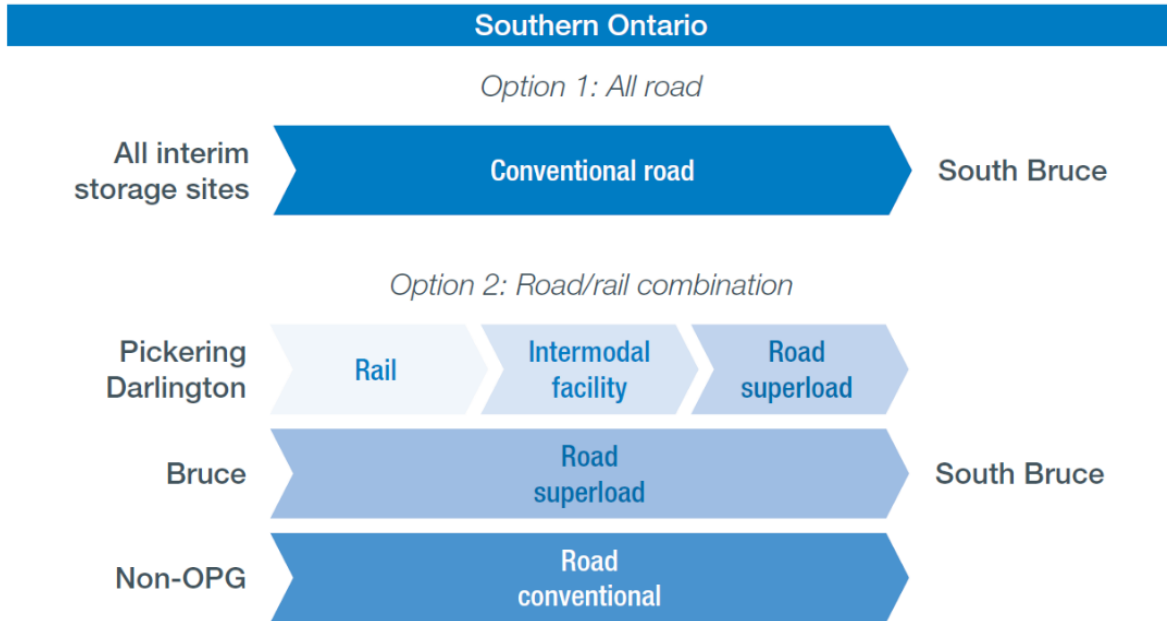 Southern Ontario
Option 1: All road
All interim
storage sites
Conventional road
South Bruce
Option 2: Road/rail combination
Pickering
Darlington
Rail
Intermodal
facility
Road
superload
Bruce
Road
superload
South Bruce
Non-OPG
Road
conventional